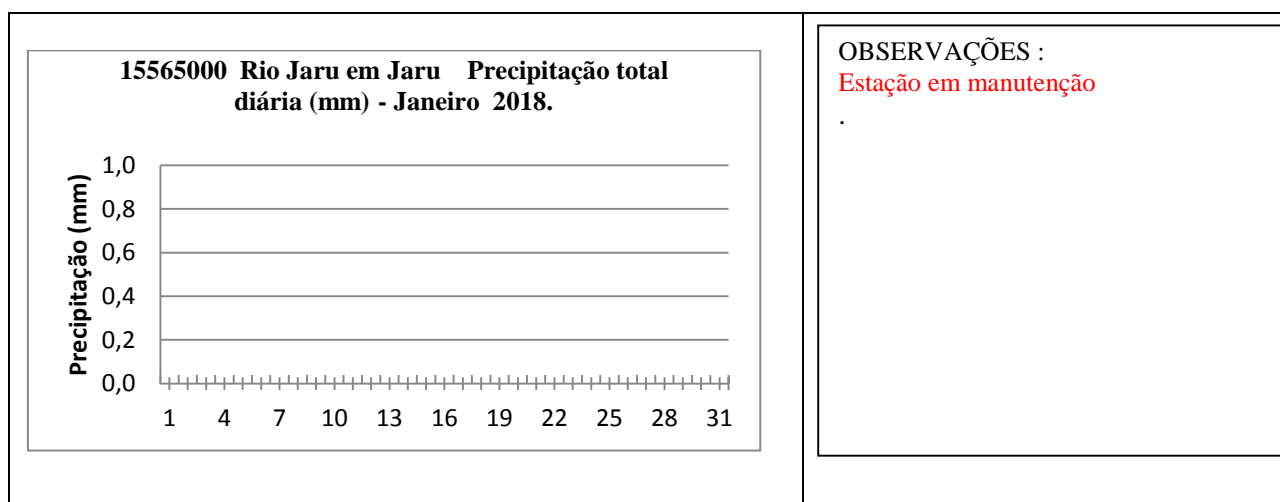 15565000 Rio Jaru em Jaru Precipitação total
diária (mm) - Janeiro 2018.
Precipitação (mm)
1,0
0,8
0,6
0,4
0,2
0,0
1 4 7 10 13 16 19 22 25 28 31
OBSERVAÇÕES :
Estação em manutenção
.